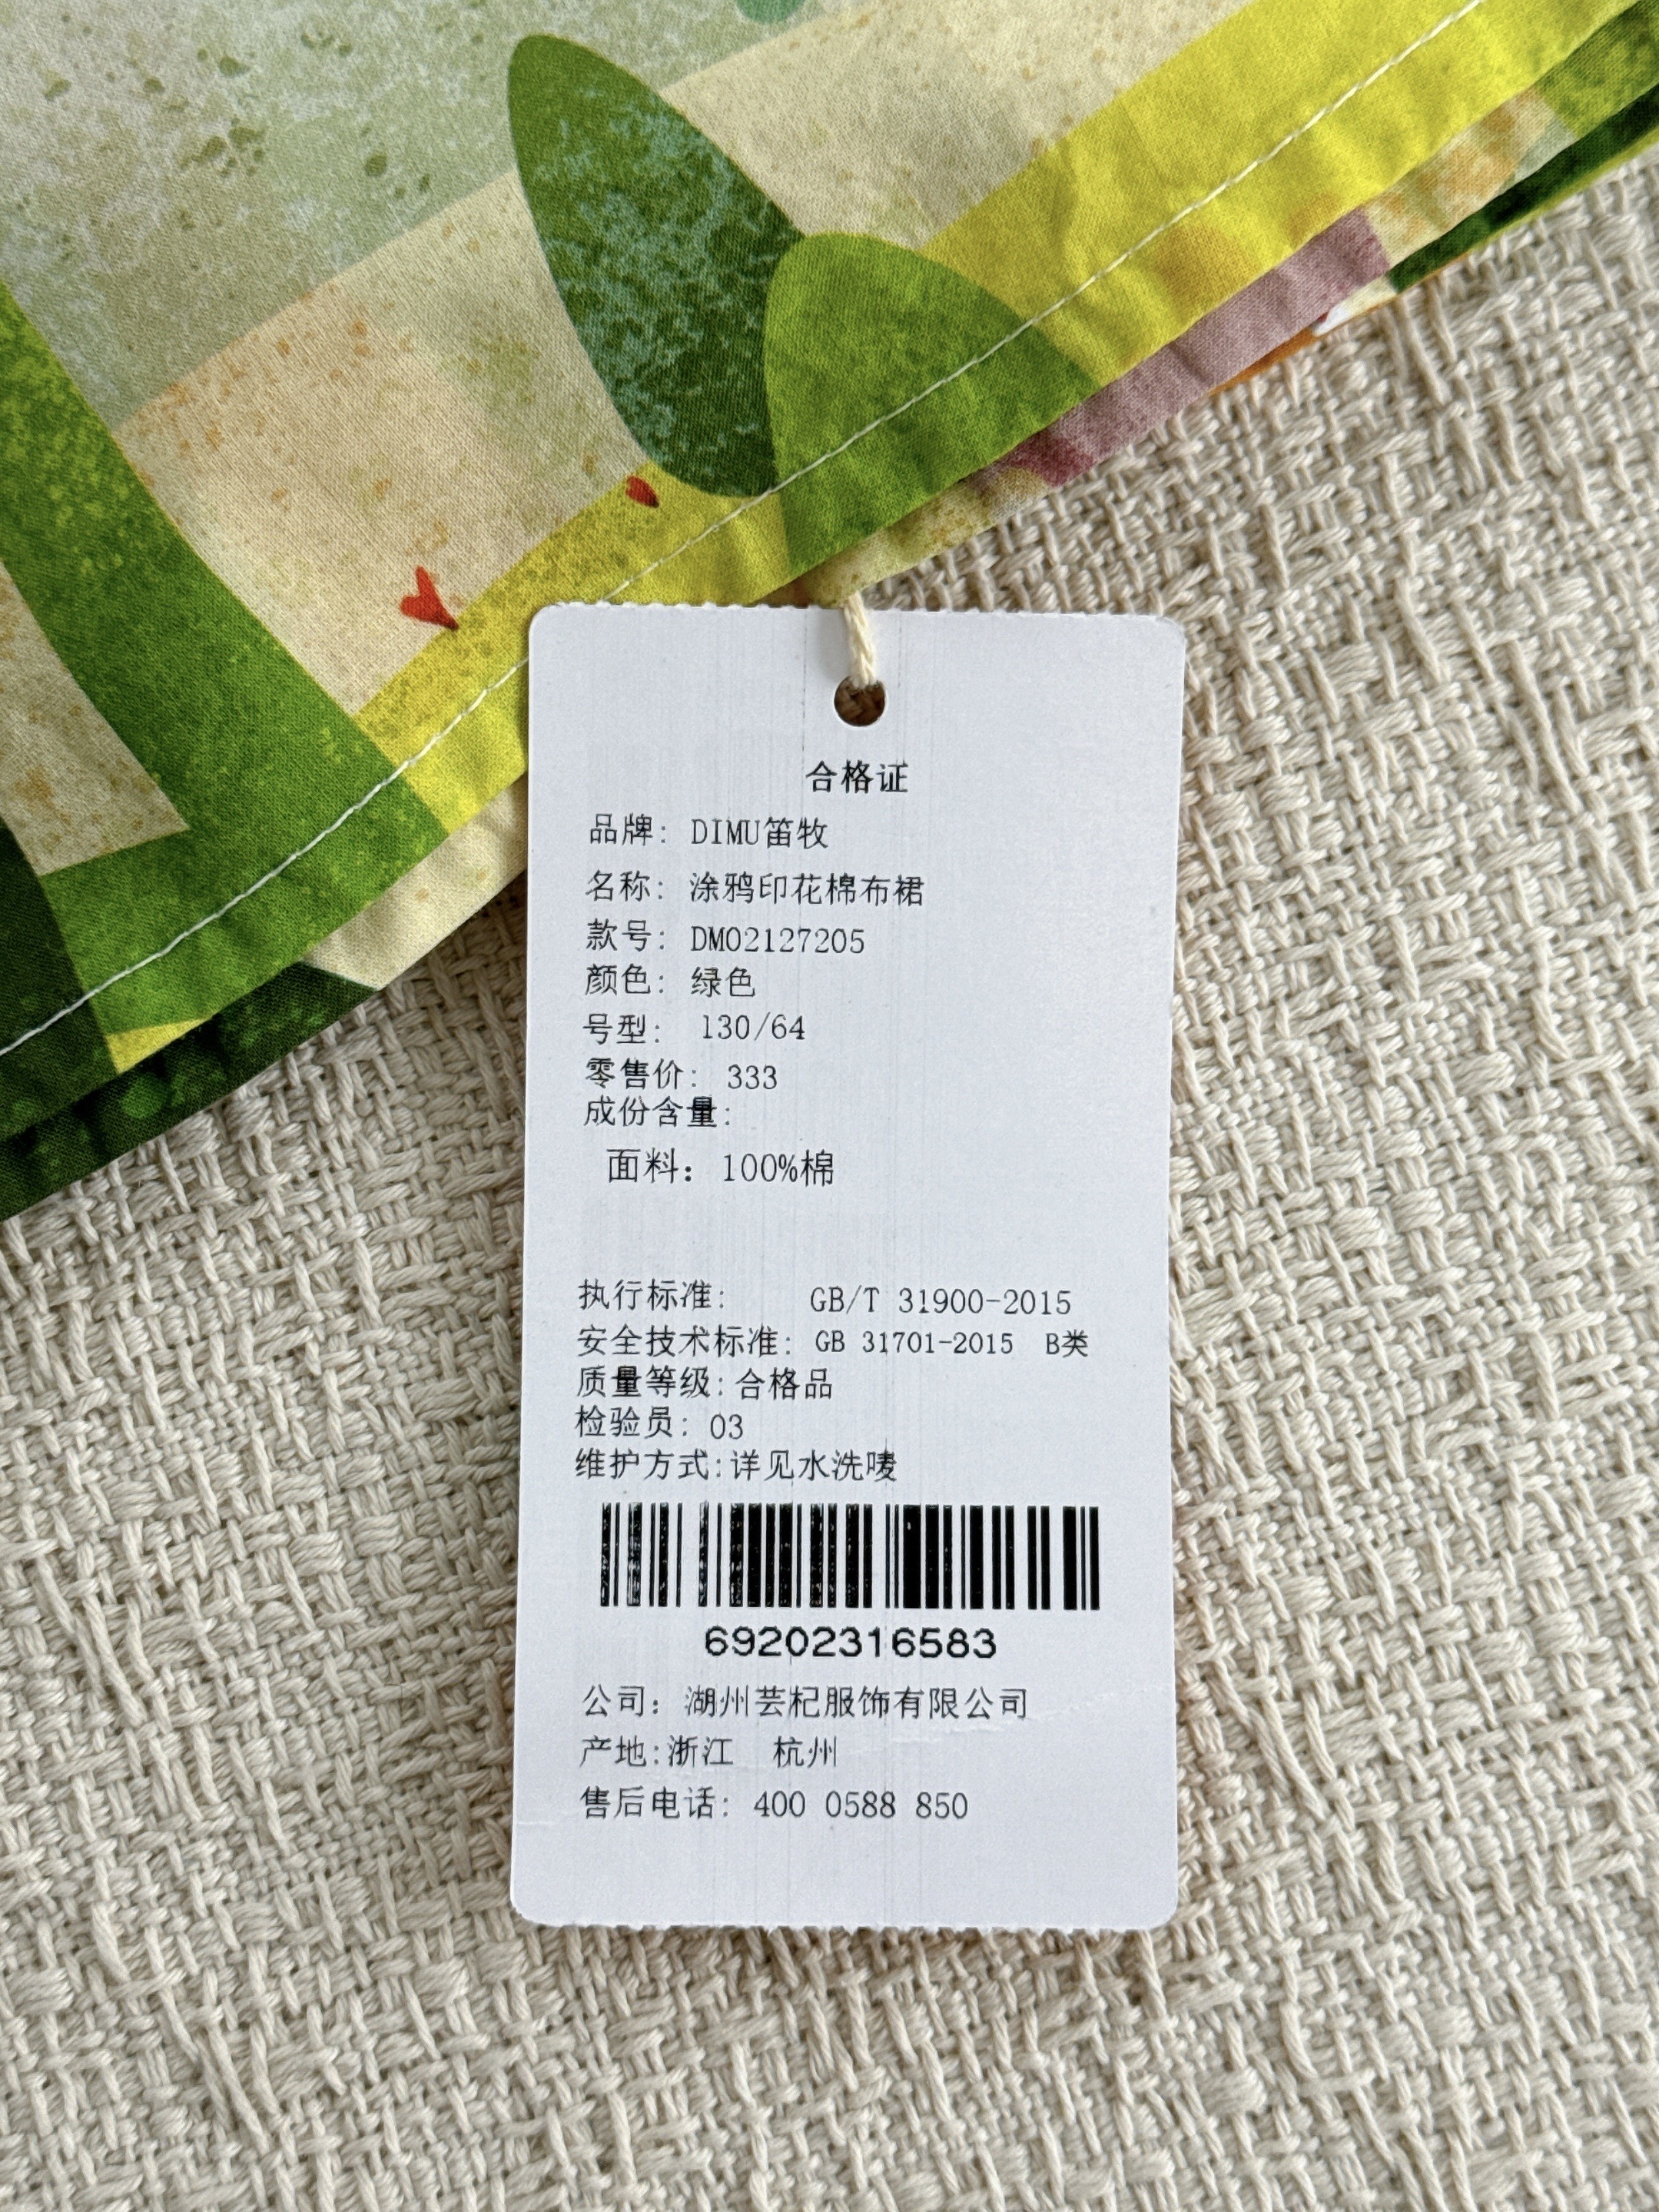 合格证
品牌: DIMU笛牧
名称: 涂鸦印花棉布裙
款号: DM02127205
颜色: 绿色
号型: 130/64
零售价: 333
成份含量:
面料：100%棉
执行标准: GB/T 31900-2015
安全技术标准: GB 31701-2015 B类
质量等级:合格品
检验员: 03
维护方式:详见水洗唛
69202316583
公司：湖州芸杞服饰有限公司
产地:浙江 杭州
售后电话: 400 0588 850